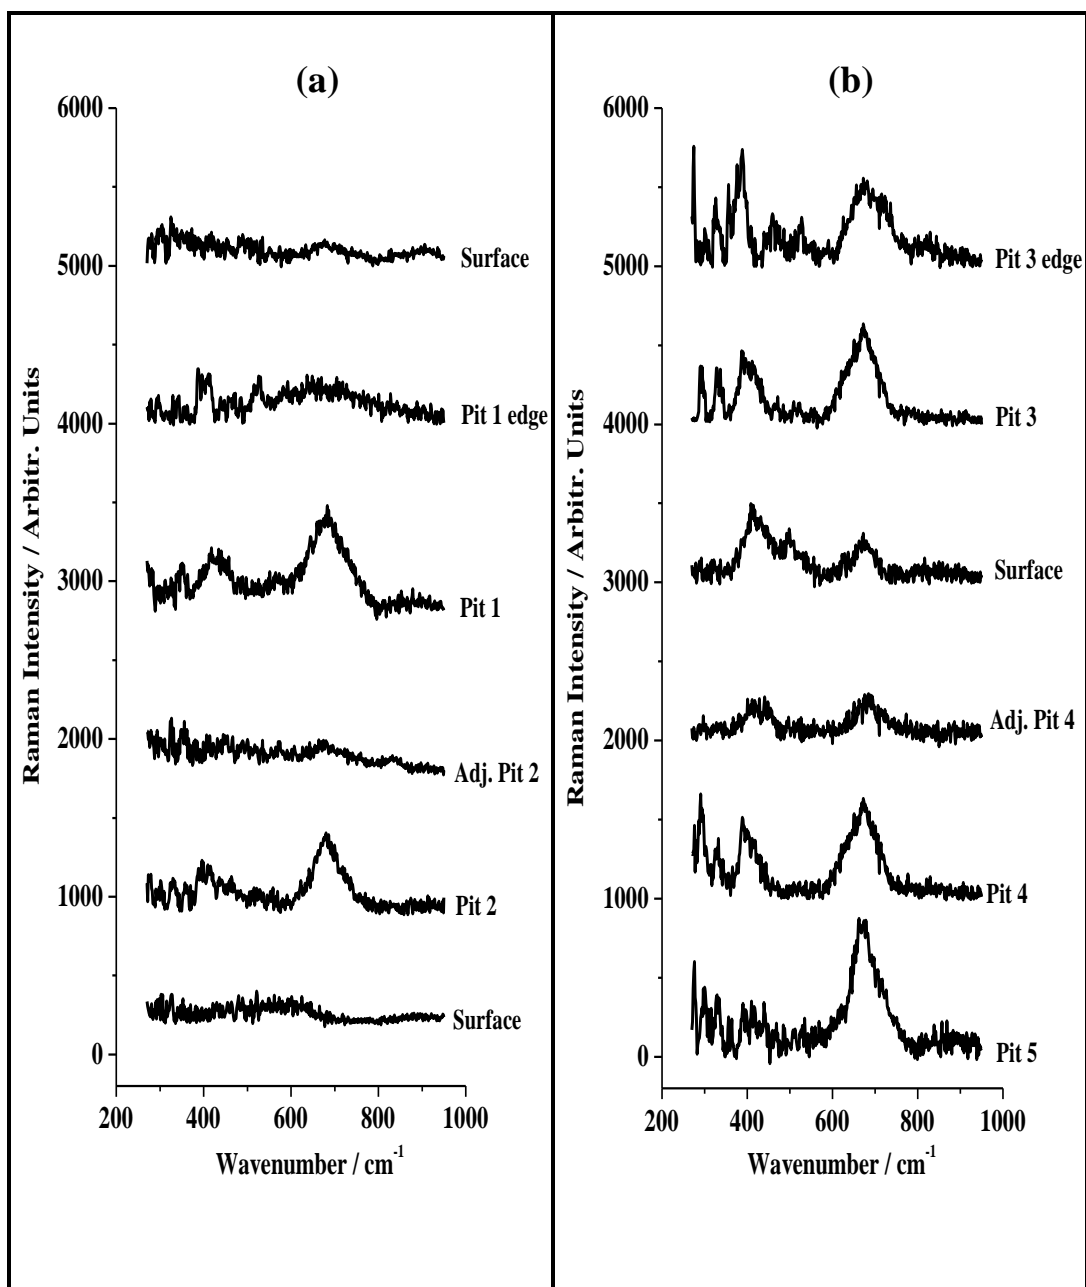 (a)
6000
5000
4000
3000
2000
1000
0
Raman Intensity / Arbitr. Units
Surface
Pit 1 edge
Pit 1
Adj. Pit 2
Pit 2
Surface
200 400 600 800 1000
Wavenumber / cm⁻¹
(b)
6000
5000
4000
3000
2000
1000
0
Raman Intensity / Arbitr. Units
Pit 3 edge
Pit 3
Surface
Adj. Pit 4
Pit 4
Pit 5
200 400 600 800 1000
Wavenumber / cm⁻¹